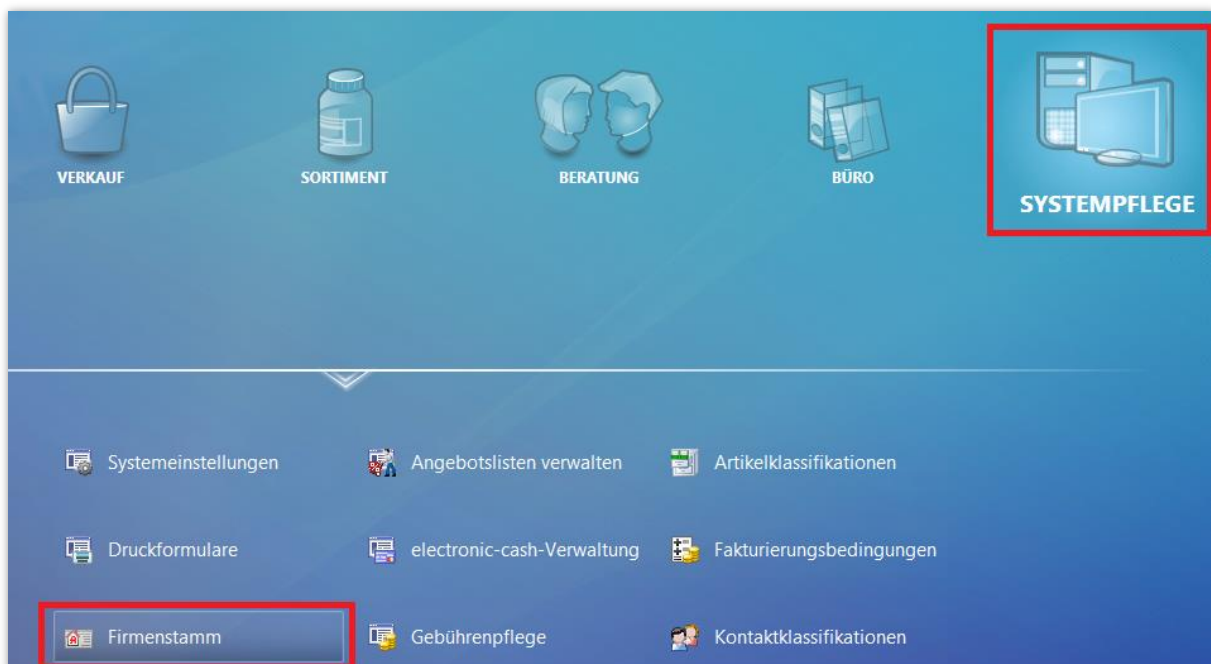 VERKAUF
SORTIMENT
BERATUNG
BÜRO
SYSTEMPFLEGE
Systemeinstellungen
Angebotslisten verwalten
Artikelklassifikationen
Druckformulare
electronic-cash-Verwaltung
Fakturierungsbedingungen
Firmenstamm
Gebührenpflege
Kontaktklassifikationen